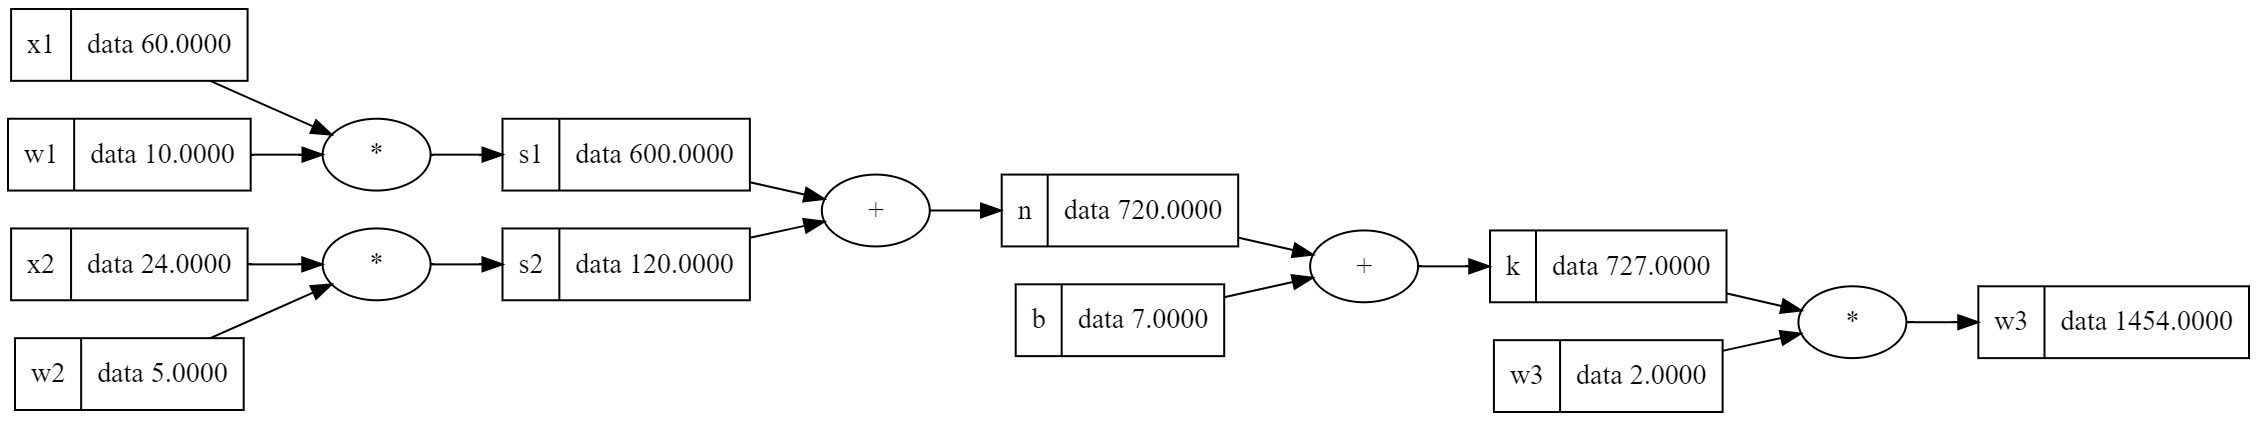 x1 data 60.0000
w1 data 10.0000
*
s1 data 600.0000
x2 data 24.0000
*
s2 data 120.0000
w2 data 5.0000
+
n data 720.0000
b data 7.0000
+
k data 727.0000
w3 data 2.0000
*
w3 data 1454.0000